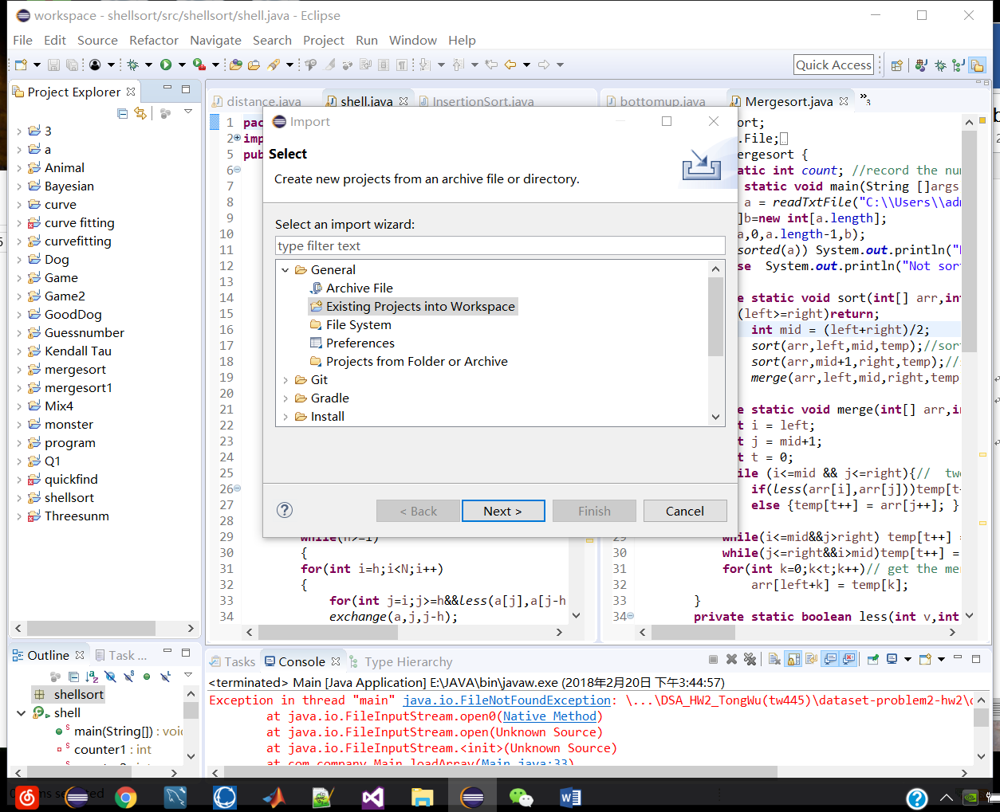 workspace - shellsort/src/shellsort/shell.java - Eclipse
File Edit Source Refactor Navigate Search Project Run Window Help
Quick Access
Project Explorer
3
a
Animal
Bayesian
curve
curve fitting
curvefitting
Dog
Game
Game2
GoodDog
Guessnumber
Kendall Tau
mergesort
mergesort1
Mix4
monster
program
Q1
quickfind
shellsort
Threesunm
distance.java shell.java InsertionSort.java
1 pac
2 imp
5 pub
6
7
8
9
10
11
12
13
14
15
16
17
18
19
20
21
22
23
24
25
26
27
28
29 while(h>=1)
30 {
31 for(int i=h;i<N;i++)
32 {
33 for(int j=i;j>=h&&less(a[j],a[j-h
34 exchange(a,j,j-h);
Import
Select
Create new projects from an archive file or directory.
Select an import wizard:
type filter text
General
Archive File
Existing Projects into Workspace
File System
Preferences
Projects from Folder or Archive
Git
Gradle
Install
< Back Next > Finish Cancel
bottomup.java Mergesort.java 3
ort;
.File;
ergesort {
atic int count; //record the nu
static void main(String []args
a = readTxtFile("C:\\Users\\adm
]b=new int[a.length];
a,0,a.length-1,b);
sorted(a)) System.out.println("
se System.out.println("Not sor
e static void sort(int[] arr,in
(left>=right)return;
int mid = (left+right)/2;
sort(arr,left,mid,temp);//sor
sort(arr,mid+1,right,temp);//
merge(arr,left,mid,right,temp
e static void merge(int[] arr,in
t i = left;
t j = mid+1;
t t = 0;
ile (i<=mid && j<=right){// tw
if(less(arr[i],arr[j]))temp[t
else {temp[t++] = arr[j++]; }
29 while(i<=mid&&j>right) temp[t++] =
30 while(j<=right&&i>mid)temp[t++] =
31 for(int k=0;k<t;k++)// get the me
32 arr[left+k] = temp[k];
33 }
34 private static boolean less(int v,int
Outline Task ...
shellsort
shell
main(String[]) : voi
counter1 : int
Tasks Console Type Hierarchy
<terminated> Main [Java Application] E:\JAVA\bin\javaw.exe (2018年2月20日 下午3:44:57)
Exception in thread "main" java.io.FileNotFoundException: \...\DSA_HW2_TongWu(tw445)\dataset-problem2-hw2\
at java.io.FileInputStream.open0(Native Method)
at java.io.FileInputStream.open(Unknown Source)
at java.io.FileInputStream.<init>(Unknown Source)
at com.company.Main.loadArray(Main.java:33)